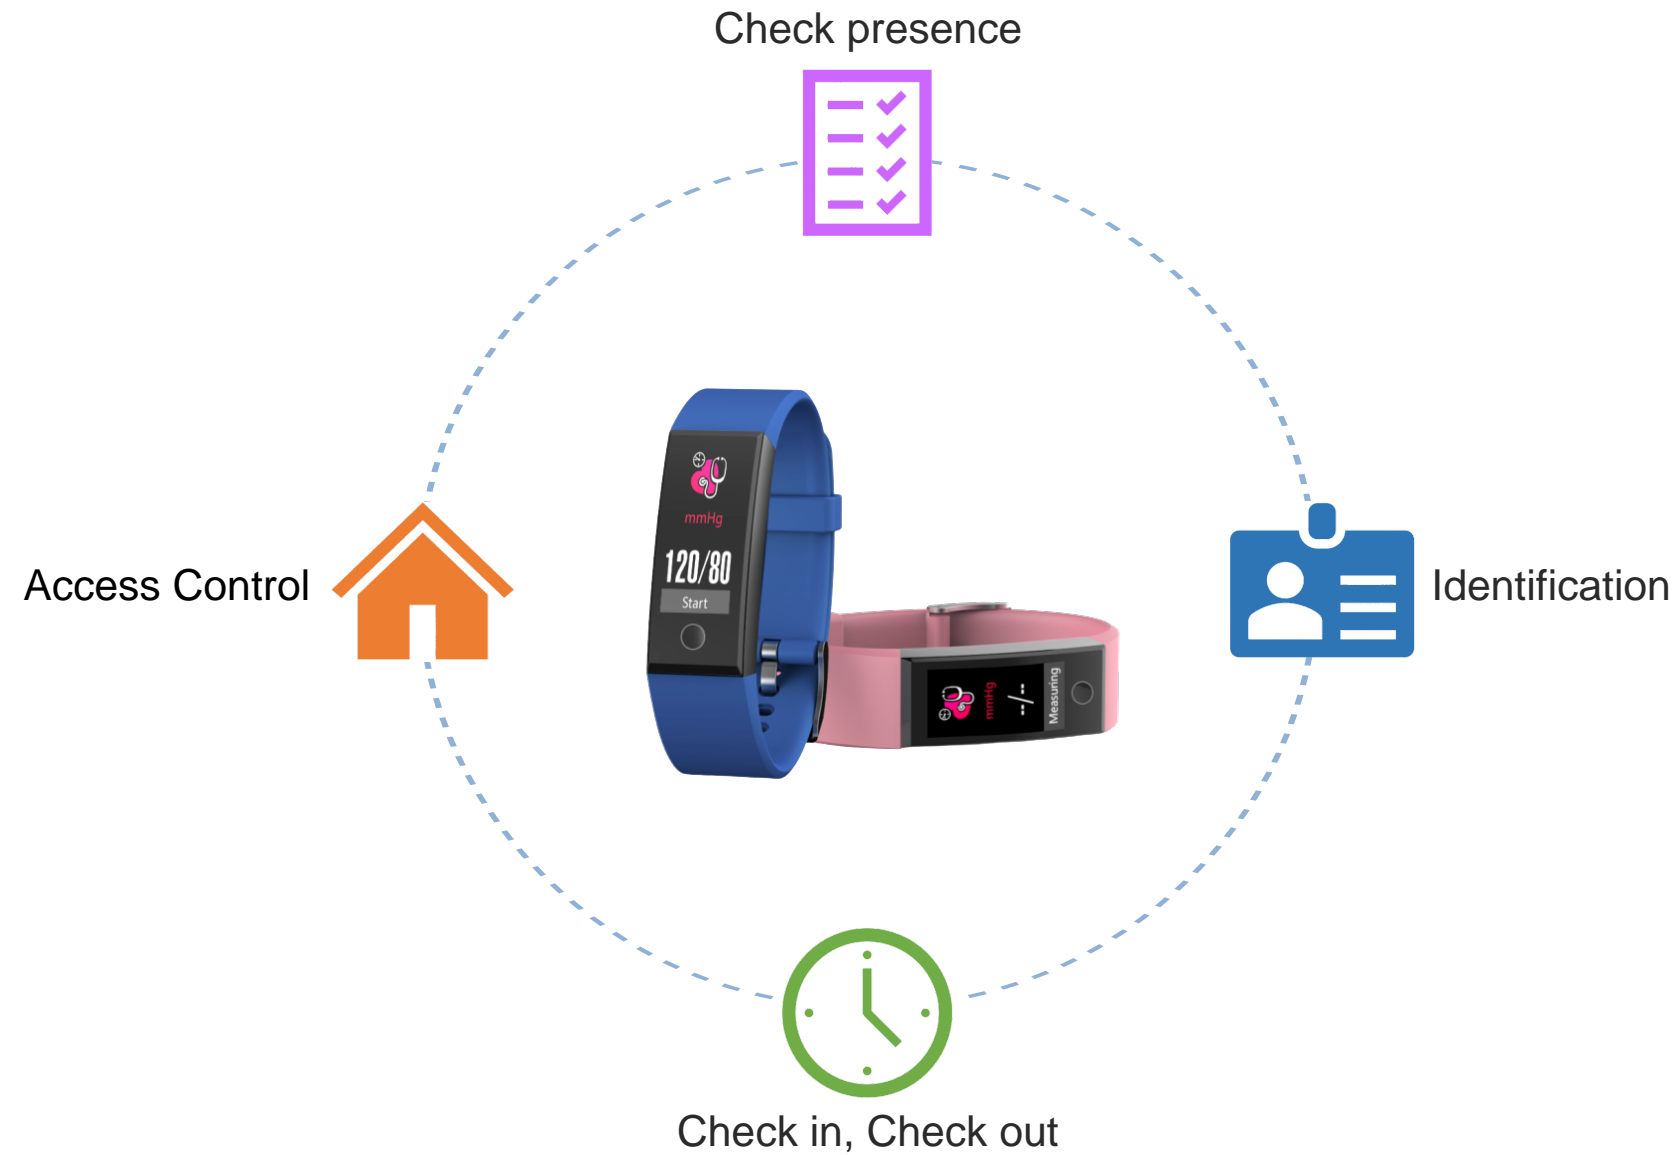 Check presence
Access Control
Identification
mmHg
120/80
Start
mmHg
--/--
Measuring
Check in, Check out